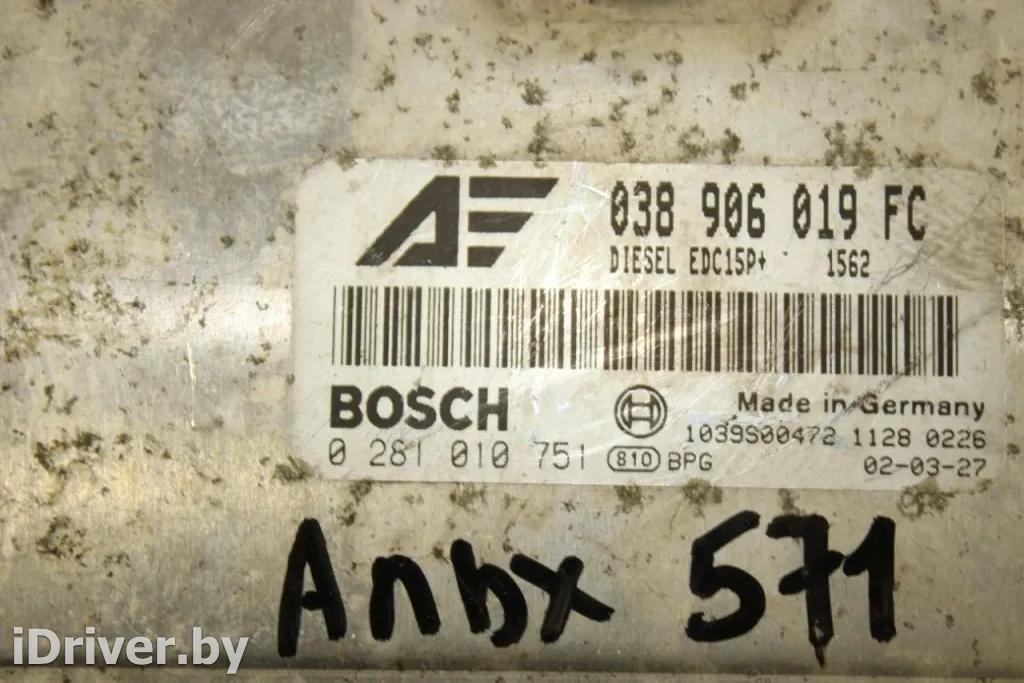 AF 038 906 019 FC
DIESEL EDC15P+ 1562
BOSCH Made in Germany
1039S00472 1128 0226
0 281 010 751 810 BPG 02-03-27
Anbx 571
iDriver.by